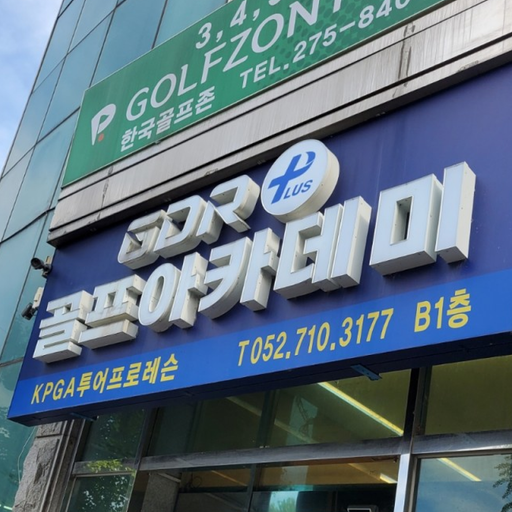 3, 4,
GOLFZON
한국골프존 TEL. 275-840
GDR PLUS
골프아카데미
KPGA투어프로레슨 T052.710.3177 B1층